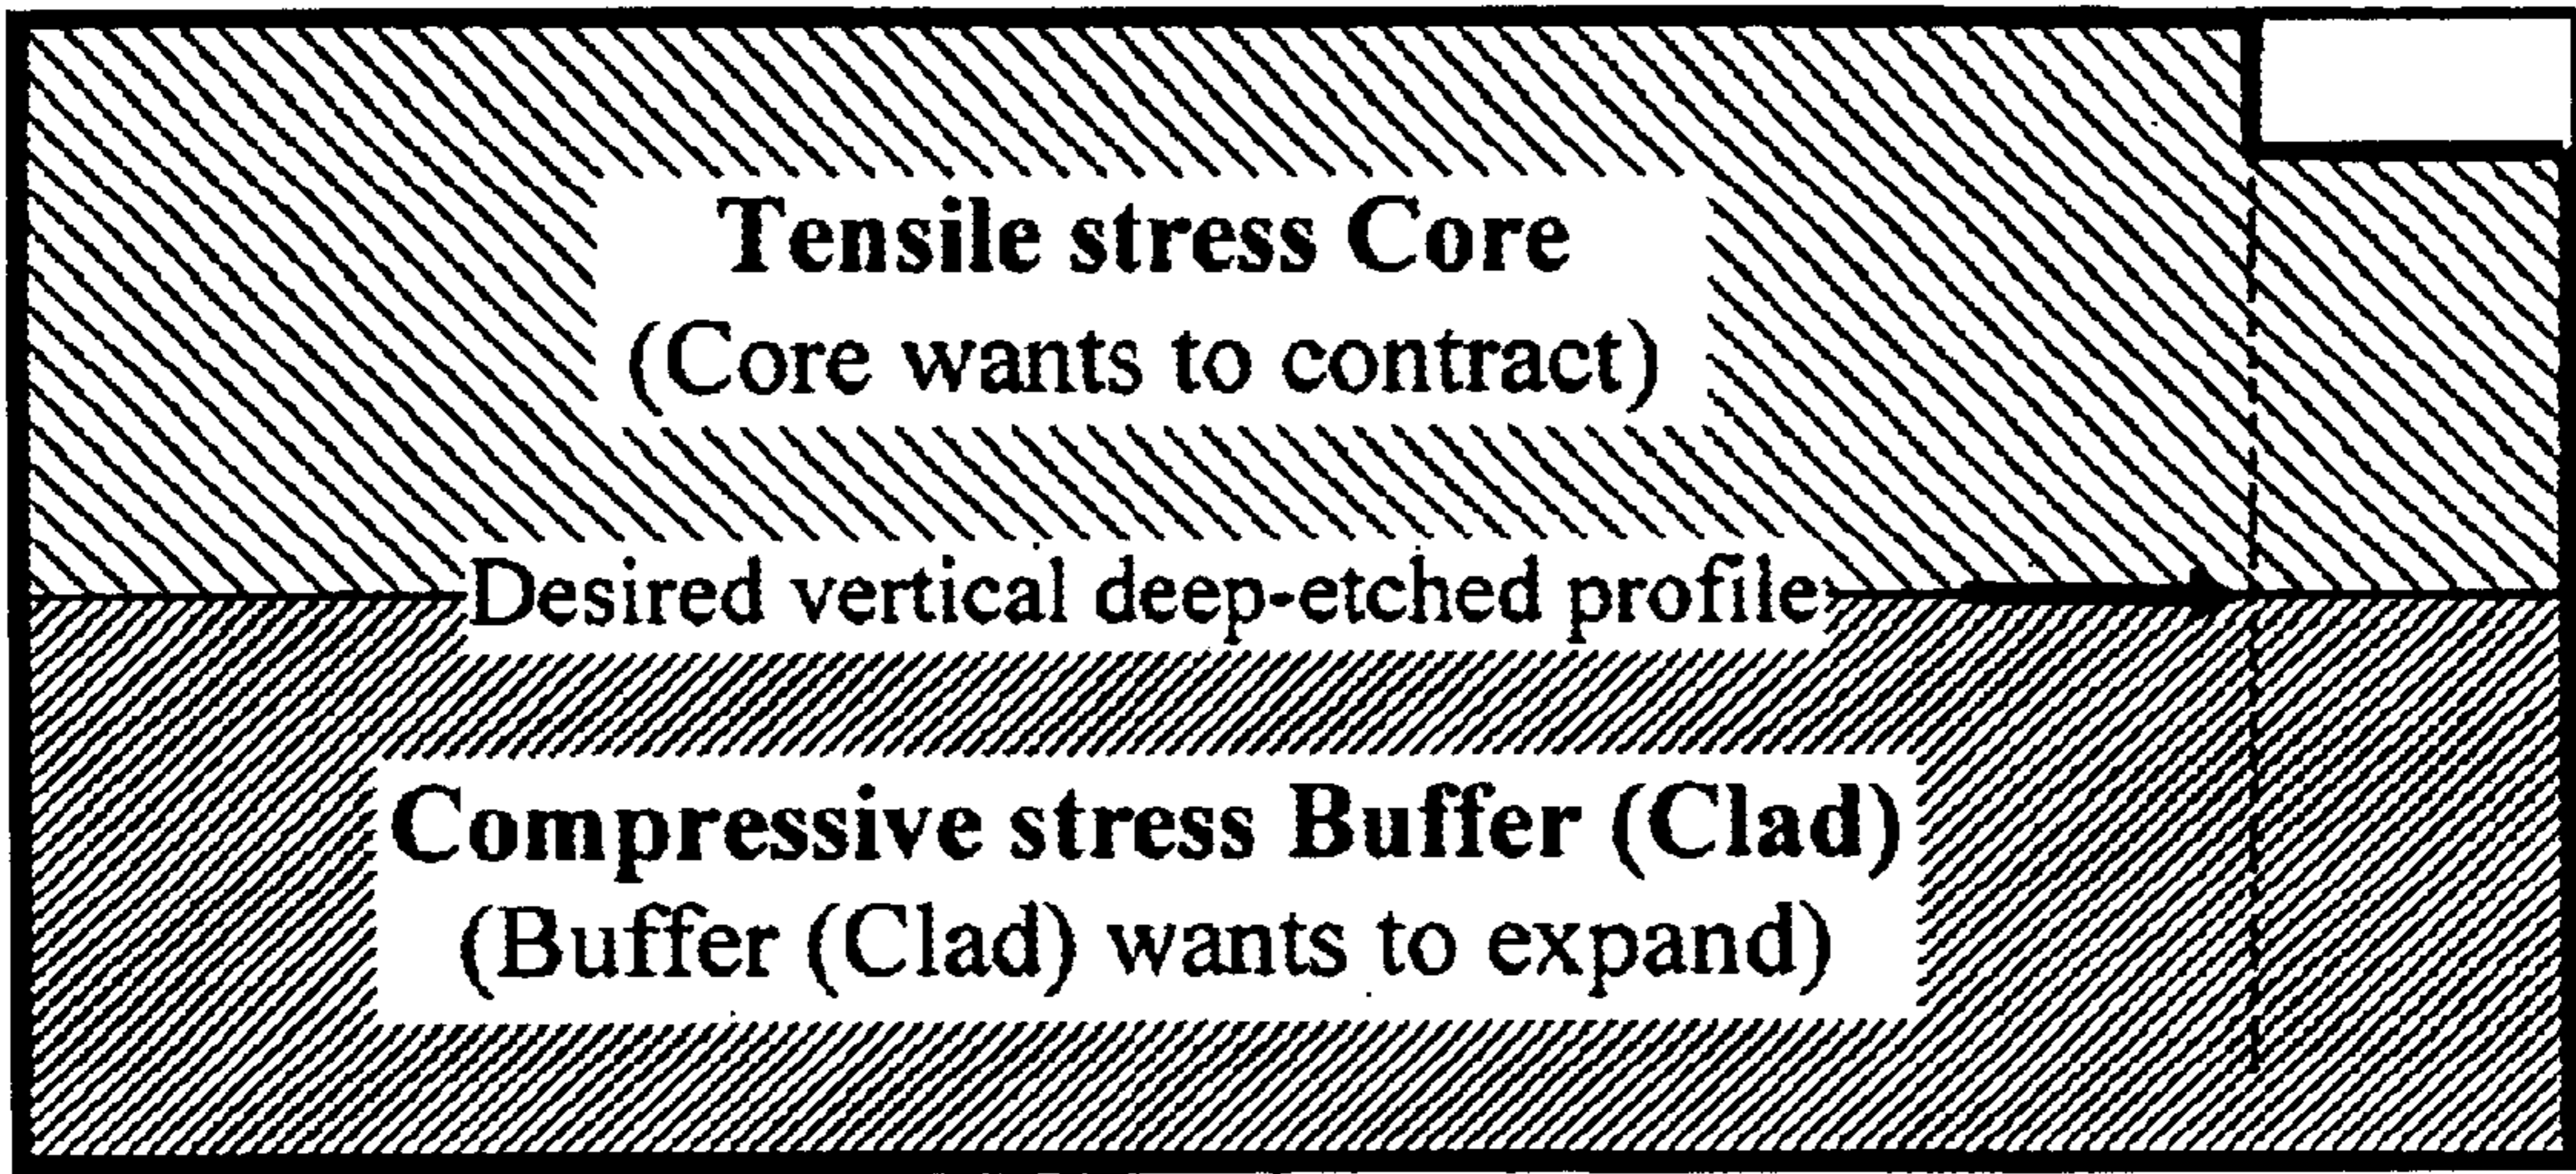 Tensile stress Core
(Core wants to contract)
Desired vertical deep-etched profile
Compressive stress Buffer (Clad)
(Buffer (Clad) wants to expand)